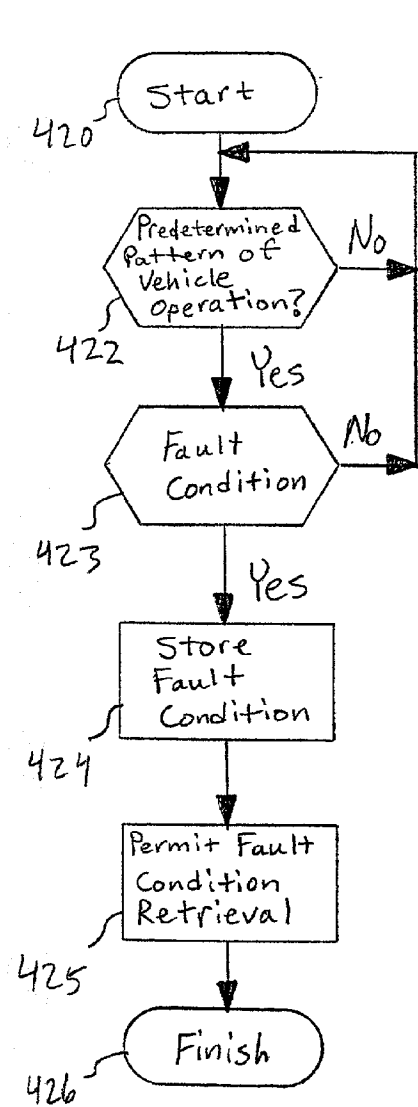 Start
420
Predetermined
Pattern of
Vehicle
Operation?
No
422
Yes
Fault
Condition
No
423
Yes
Store
Fault
Condition
424
Permit Fault
Condition
Retrieval
425
Finish
426